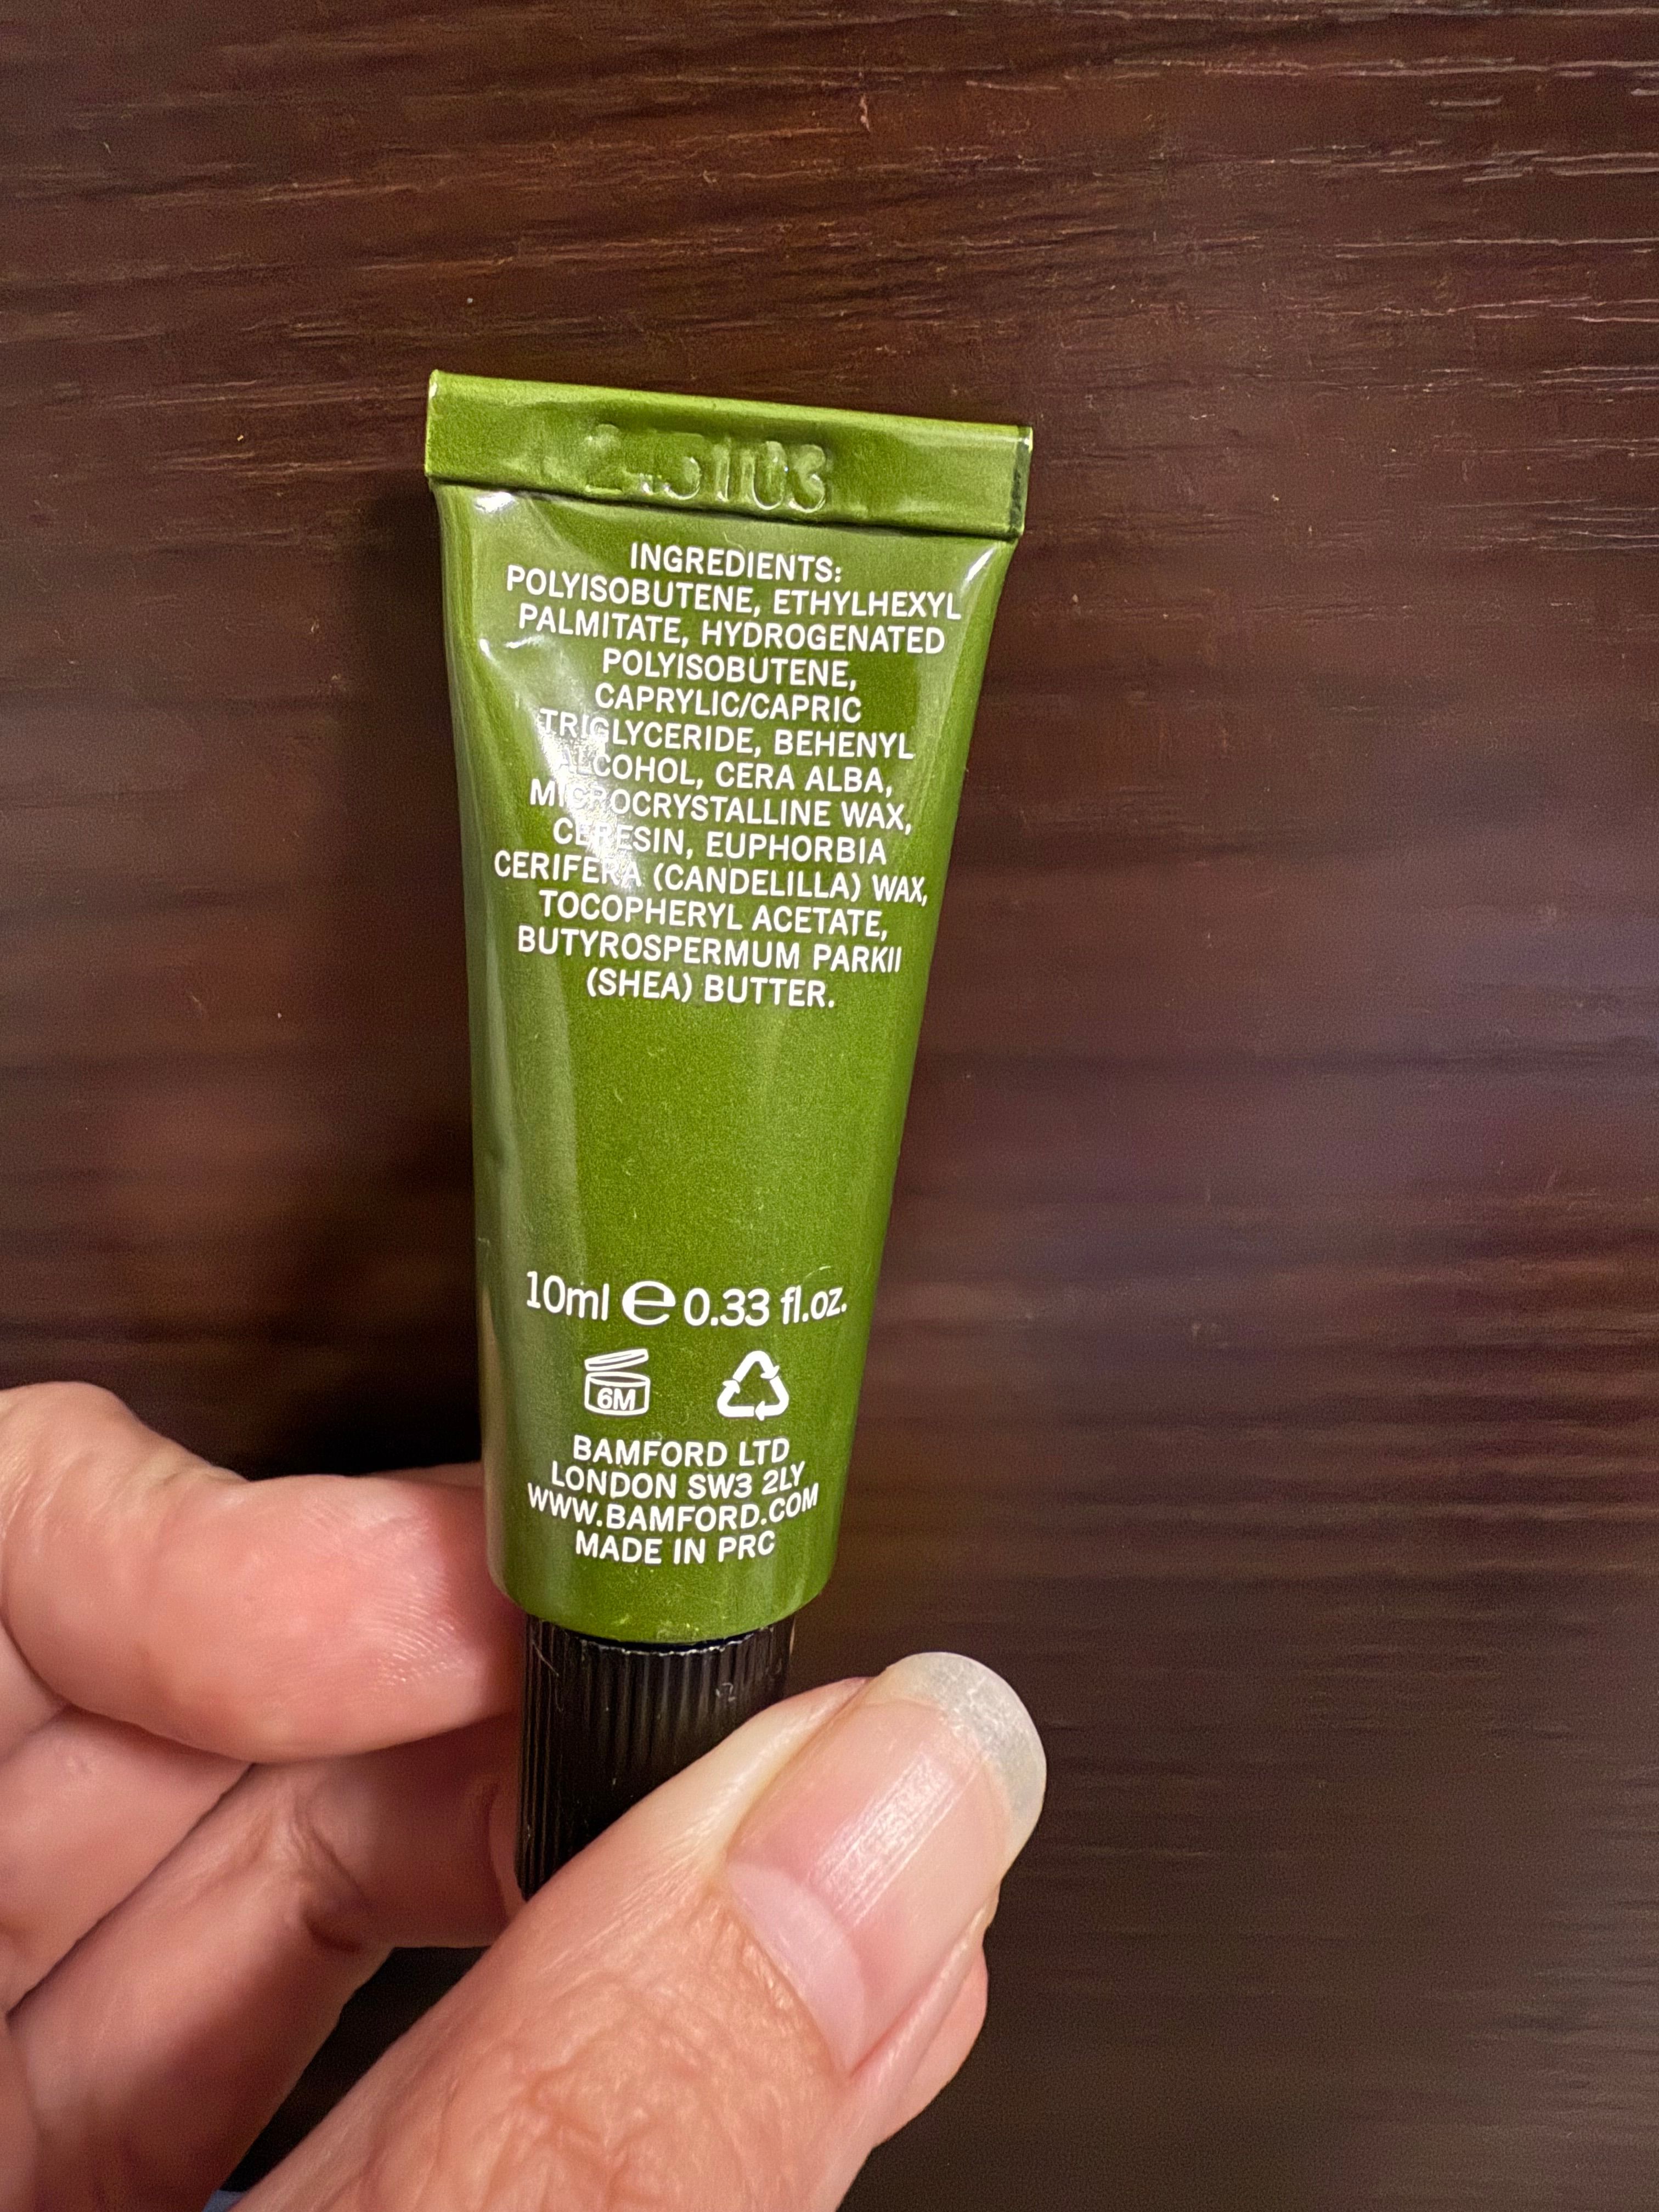 INGREDIENTS:
POLYISOBUTENE, ETHYLHEXYL
PALMITATE, HYDROGENATED
POLYISOBUTENE,
CAPRYLIC/CAPRIC
TRIGLYCERIDE, BEHENYL
ALCOHOL, CERA ALBA,
MICROCRYSTALLINE WAX,
CERESIN, EUPHORBIA
CERIFERA (CANDELILLA) WAX,
TOCOPHERYL ACETATE,
BUTYROSPERMUM PARKII
(SHEA) BUTTER.
10ml e 0.33 fl.oz.
6M
BAMFORD LTD
LONDON SW3 2LY
WWW.BAMFORD.COM
MADE IN PRC